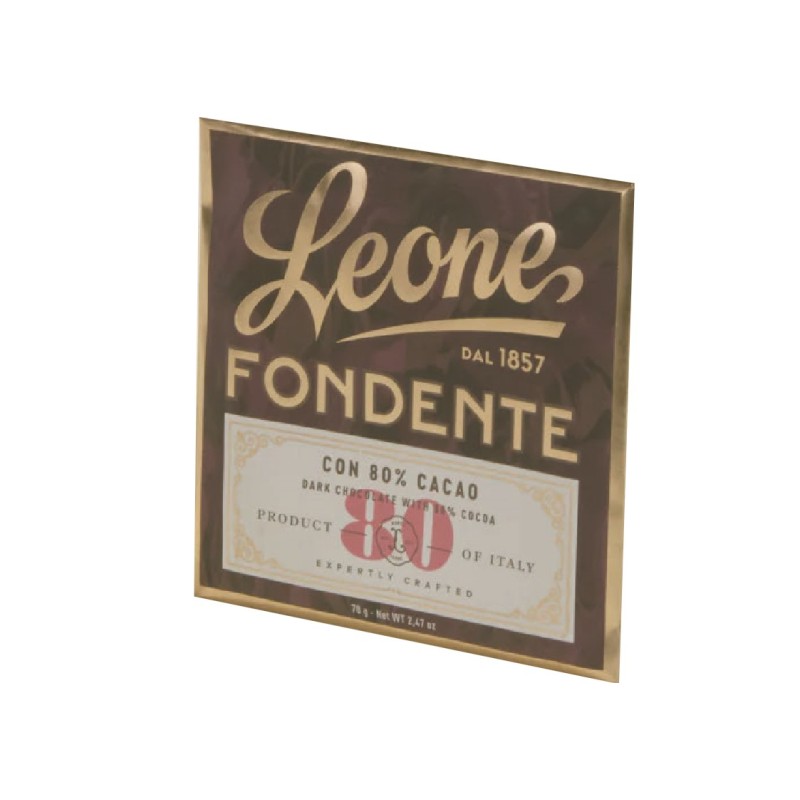 Leone
DAL 1857
FONDENTE
CON 80% CACAO
DARK CHOCOLATE WITH 80% COCOA
80
PRODUCT OF ITALY
EXPERTLY CRAFTED
70 g - Net WT 2,47 oz